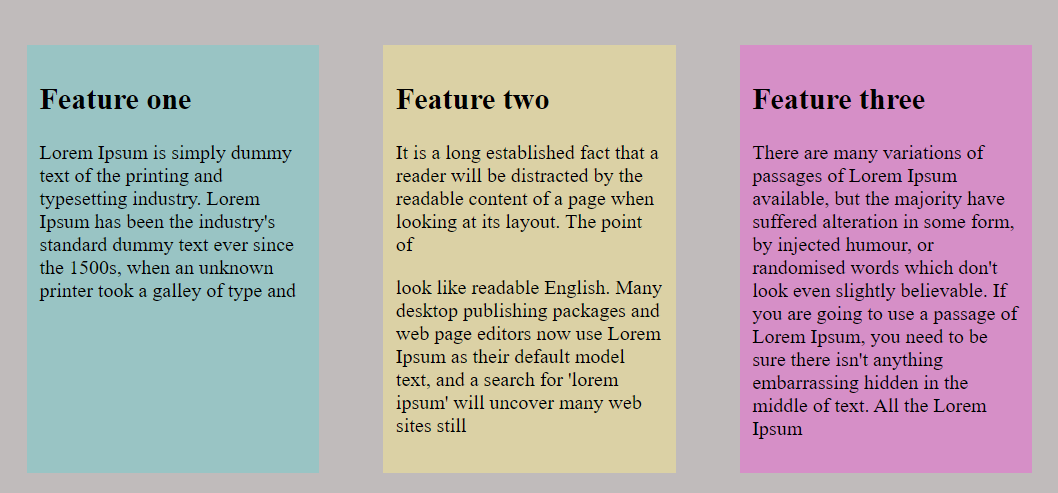 Feature one
Lorem Ipsum is simply dummy
text of the printing and
typesetting industry. Lorem
Ipsum has been the industry's
standard dummy text ever since
the 1500s, when an unknown
printer took a galley of type and
Feature two
It is a long established fact that a
reader will be distracted by the
readable content of a page when
looking at its layout. The point
of
look like readable English. Many
desktop publishing packages and
web page editors now use Lorem
Ipsum as their default model
text, and a search for 'lorem
ipsum' will uncover many web
sites still
Feature three
There are many variations of
passages of Lorem Ipsum
available, but the majority have
suffered alteration in some form,
by injected humour, or
randomised words which don't
look even slightly believable. If
you are going to use a passage of
Lorem Ipsum, you need to be
sure there isn't anything
embarrassing hidden in the
middle of text. All the Lorem
Ipsum